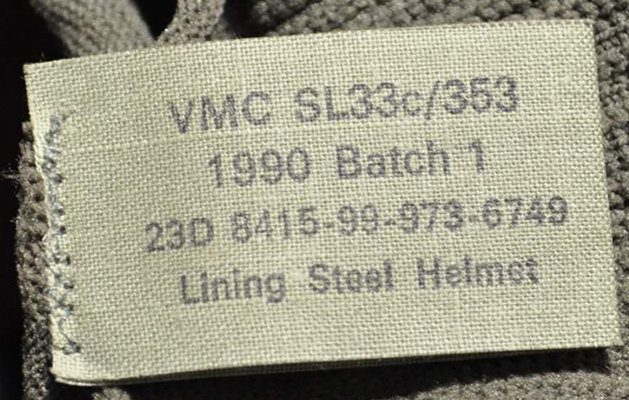 VMC SL33c/353
1990 Batch 1
23D 8415-99-973-6749
Lining Steel Helmet